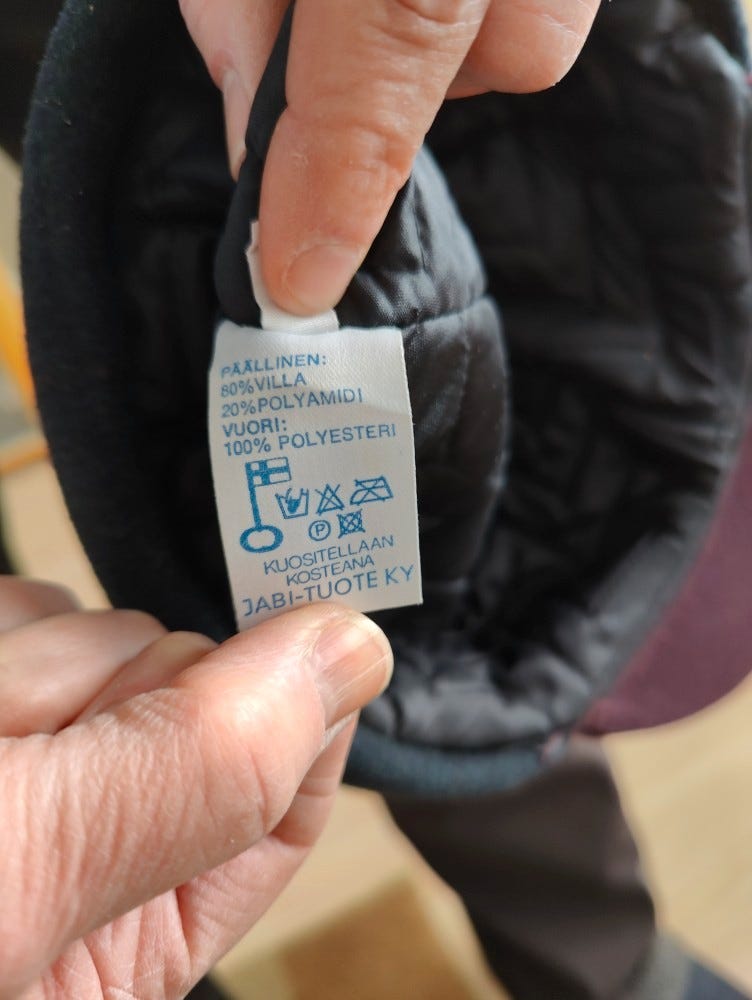 PÄÄLLINEN:
80% VILLA
20% POLYAMIDI
VUORI:
100% POLYESTERI
P
KUOSITELLAAN
KOSTEANA
JABI-TUOTE KY